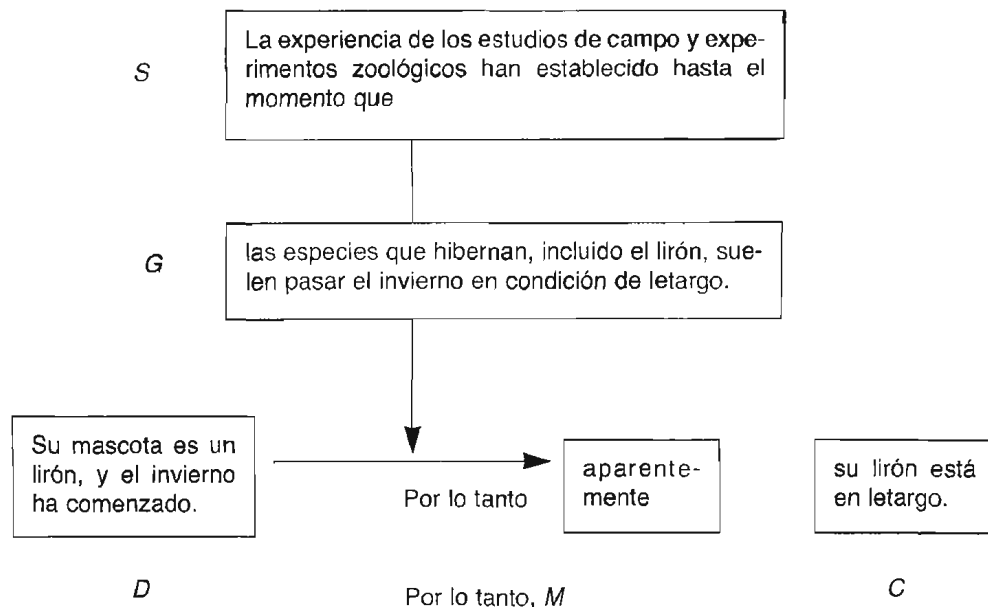 S
La experiencia de los estudios de campo y expe-
rimentos zoológicos han establecido hasta el
momento que
G
las especies que hibernan, incluido el lirón, sue-
len pasar el invierno en condición de letargo.
Su mascota es un
lirón, y el invierno
ha comenzado.
Por lo tanto
aparente-
mente
su lirón está
en letargo.
D
Por lo tanto, M
C